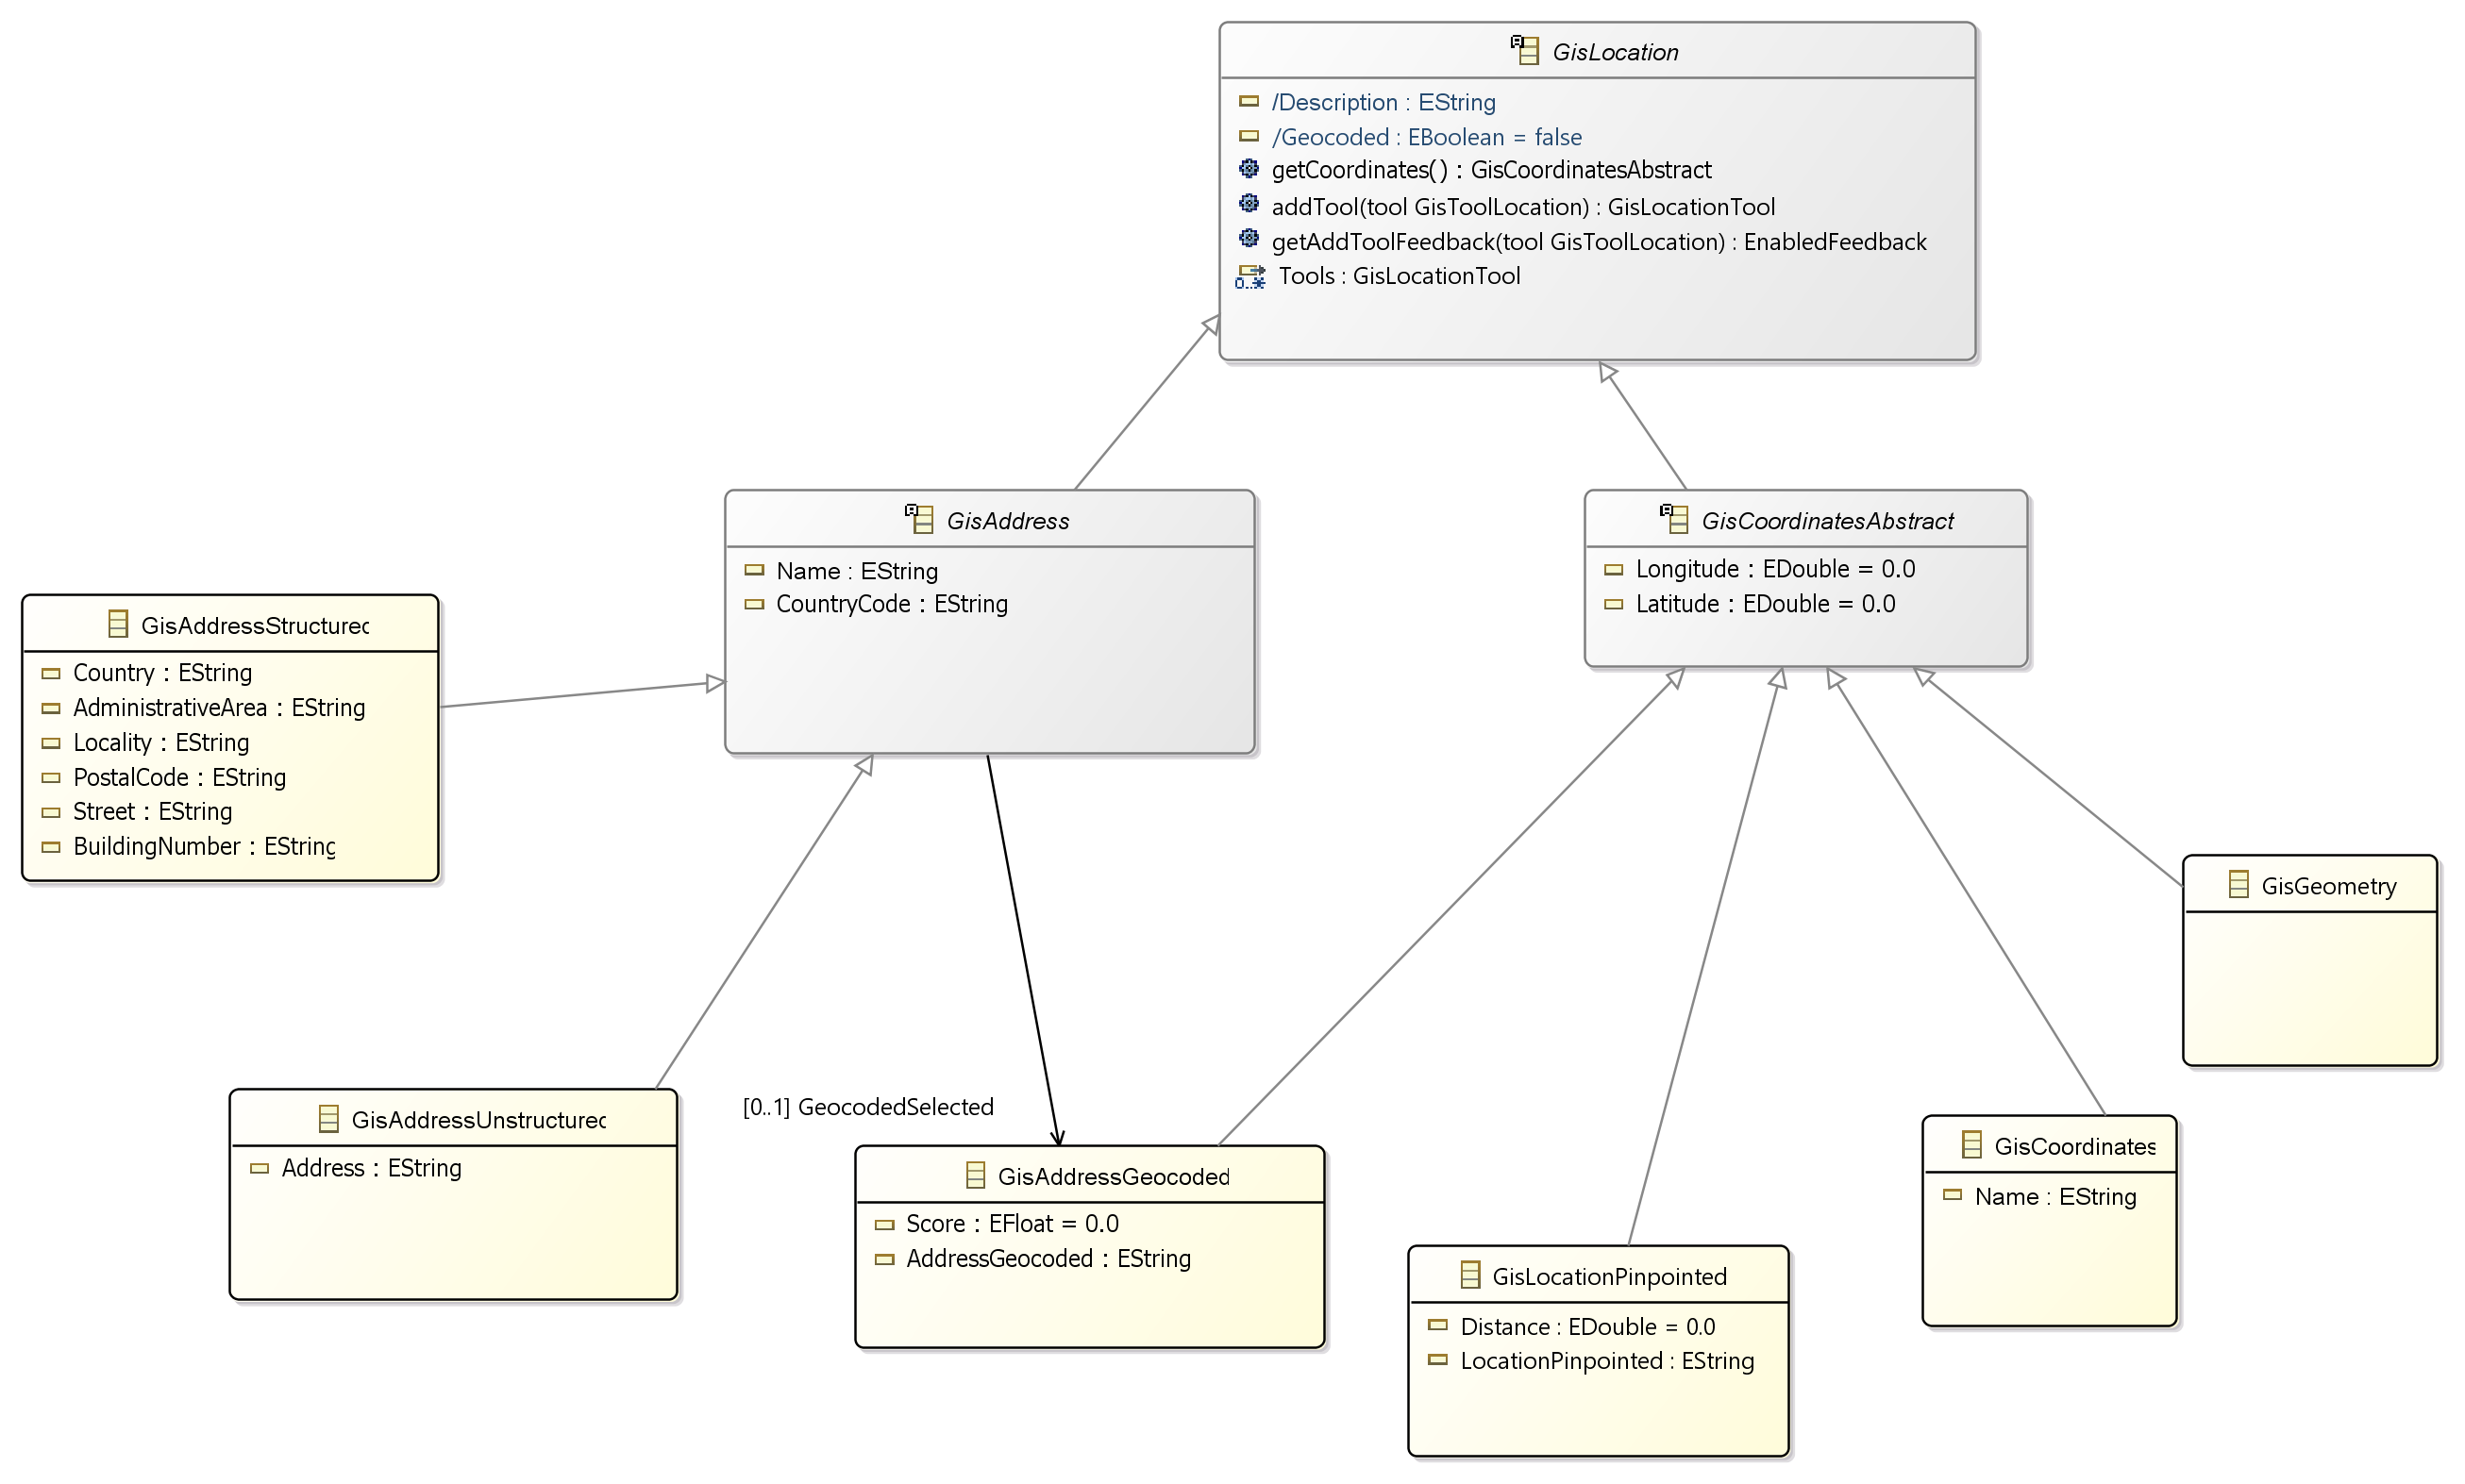 GisLocation
/Description : EString
/Geocoded : EBoolean = false
getCoordinates() : GisCoordinatesAbstract
addTool(tool GisToolLocation) : GisLocationTool
getAddToolFeedback(tool GisToolLocation) : EnabledFeedback
0..* Tools : GisLocationTool
GisAddress
Name : EString
CountryCode : EString
GisCoordinatesAbstract
Longitude : EDouble = 0.0
Latitude : EDouble = 0.0
GisAddressStructured
Country : EString
AdministrativeArea : EString
Locality : EString
PostalCode : EString
Street : EString
BuildingNumber : EString
GisGeometry
GisAddressUnstructured
Address : EString
[0..1] GeocodedSelected
GisAddressGeocoded
Score : EFloat = 0.0
AddressGeocoded : EString
GisCoordinates
Name : EString
GisLocationPinpointed
Distance : EDouble = 0.0
LocationPinpointed : EString